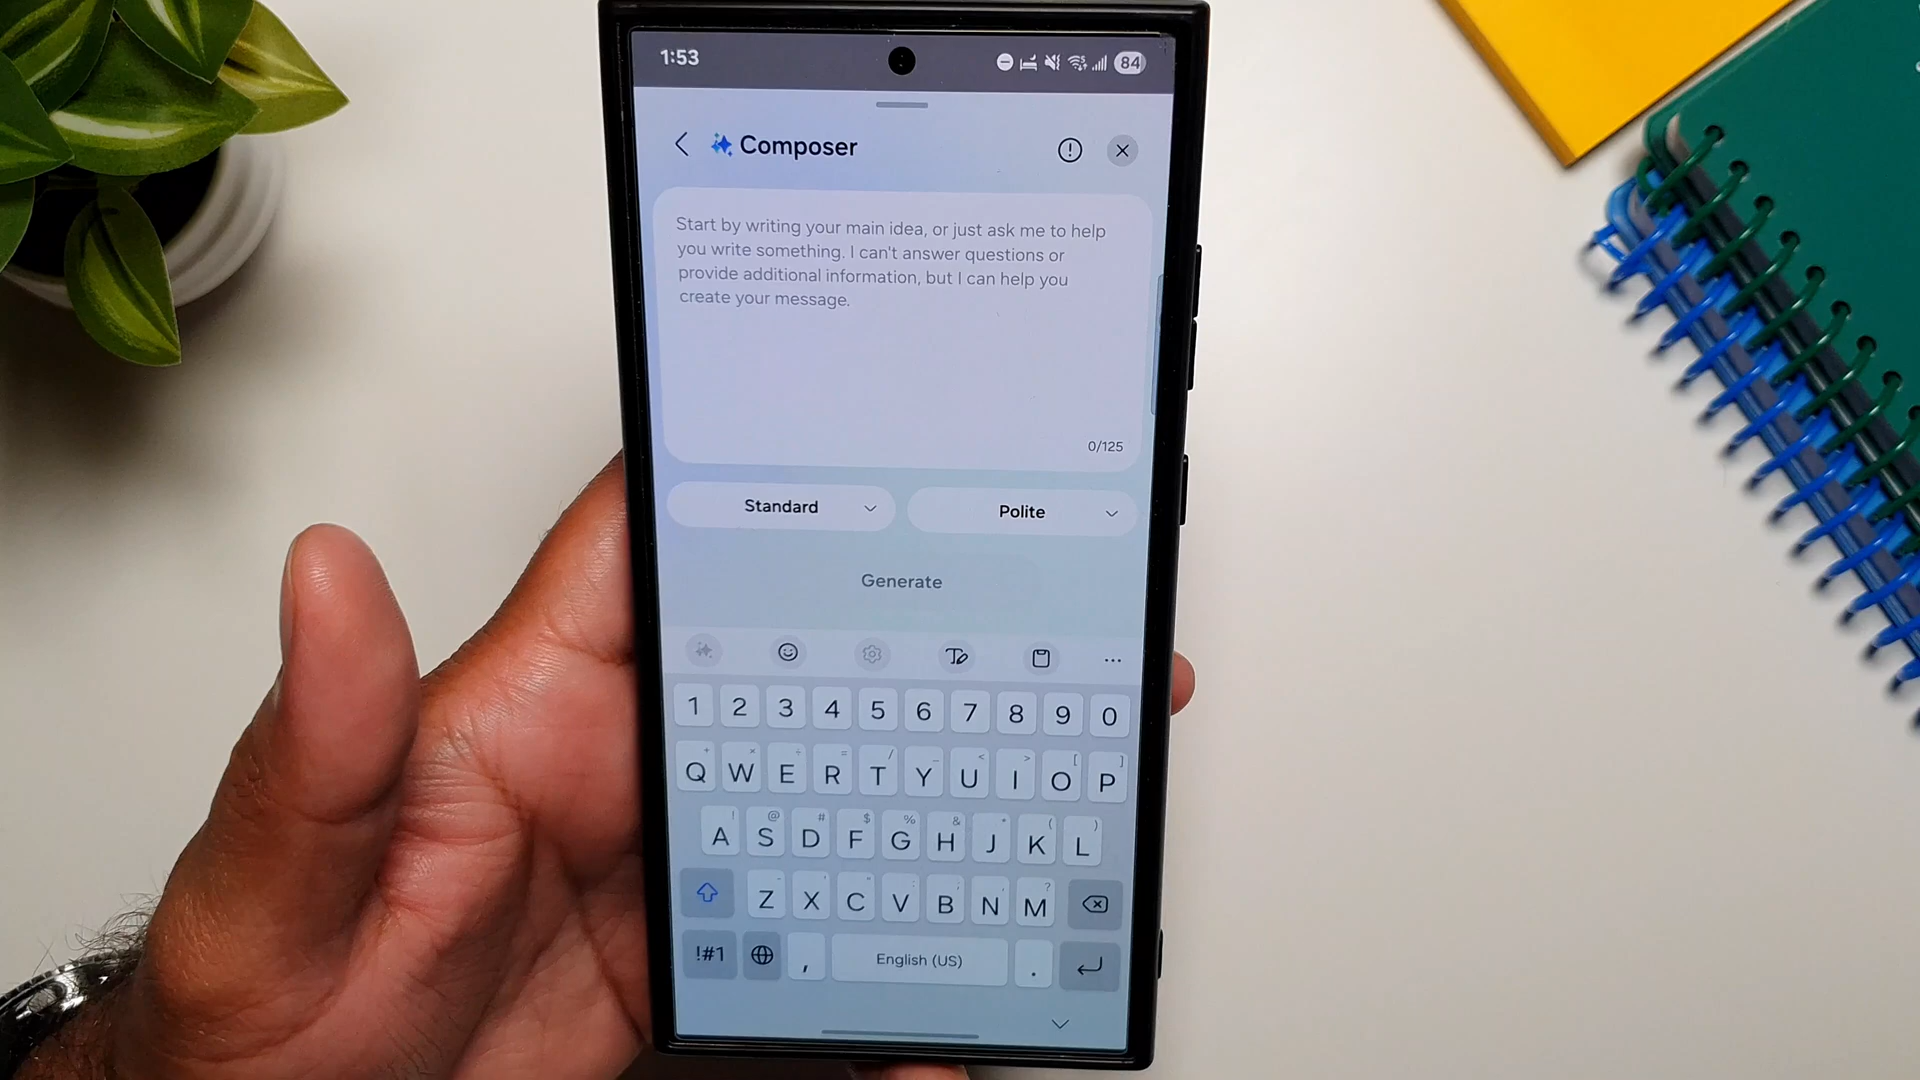 1:53
84
Composer
Start by writing your main idea, or just ask me to help
you write something. I can't answer questions or
provide additional information, but I can help you
create your message.
0/125
Standard
Polite
Generate
1 2 3 4 5 6 7 8 9 0
+ × ÷ = / _ < > [ ]
Q W E R T Y U I O P
! @ # $ % & * ( )
A S D F G H J K L
- ' " : ; , ?
Z X C V B N M
!#1 , English (US) .